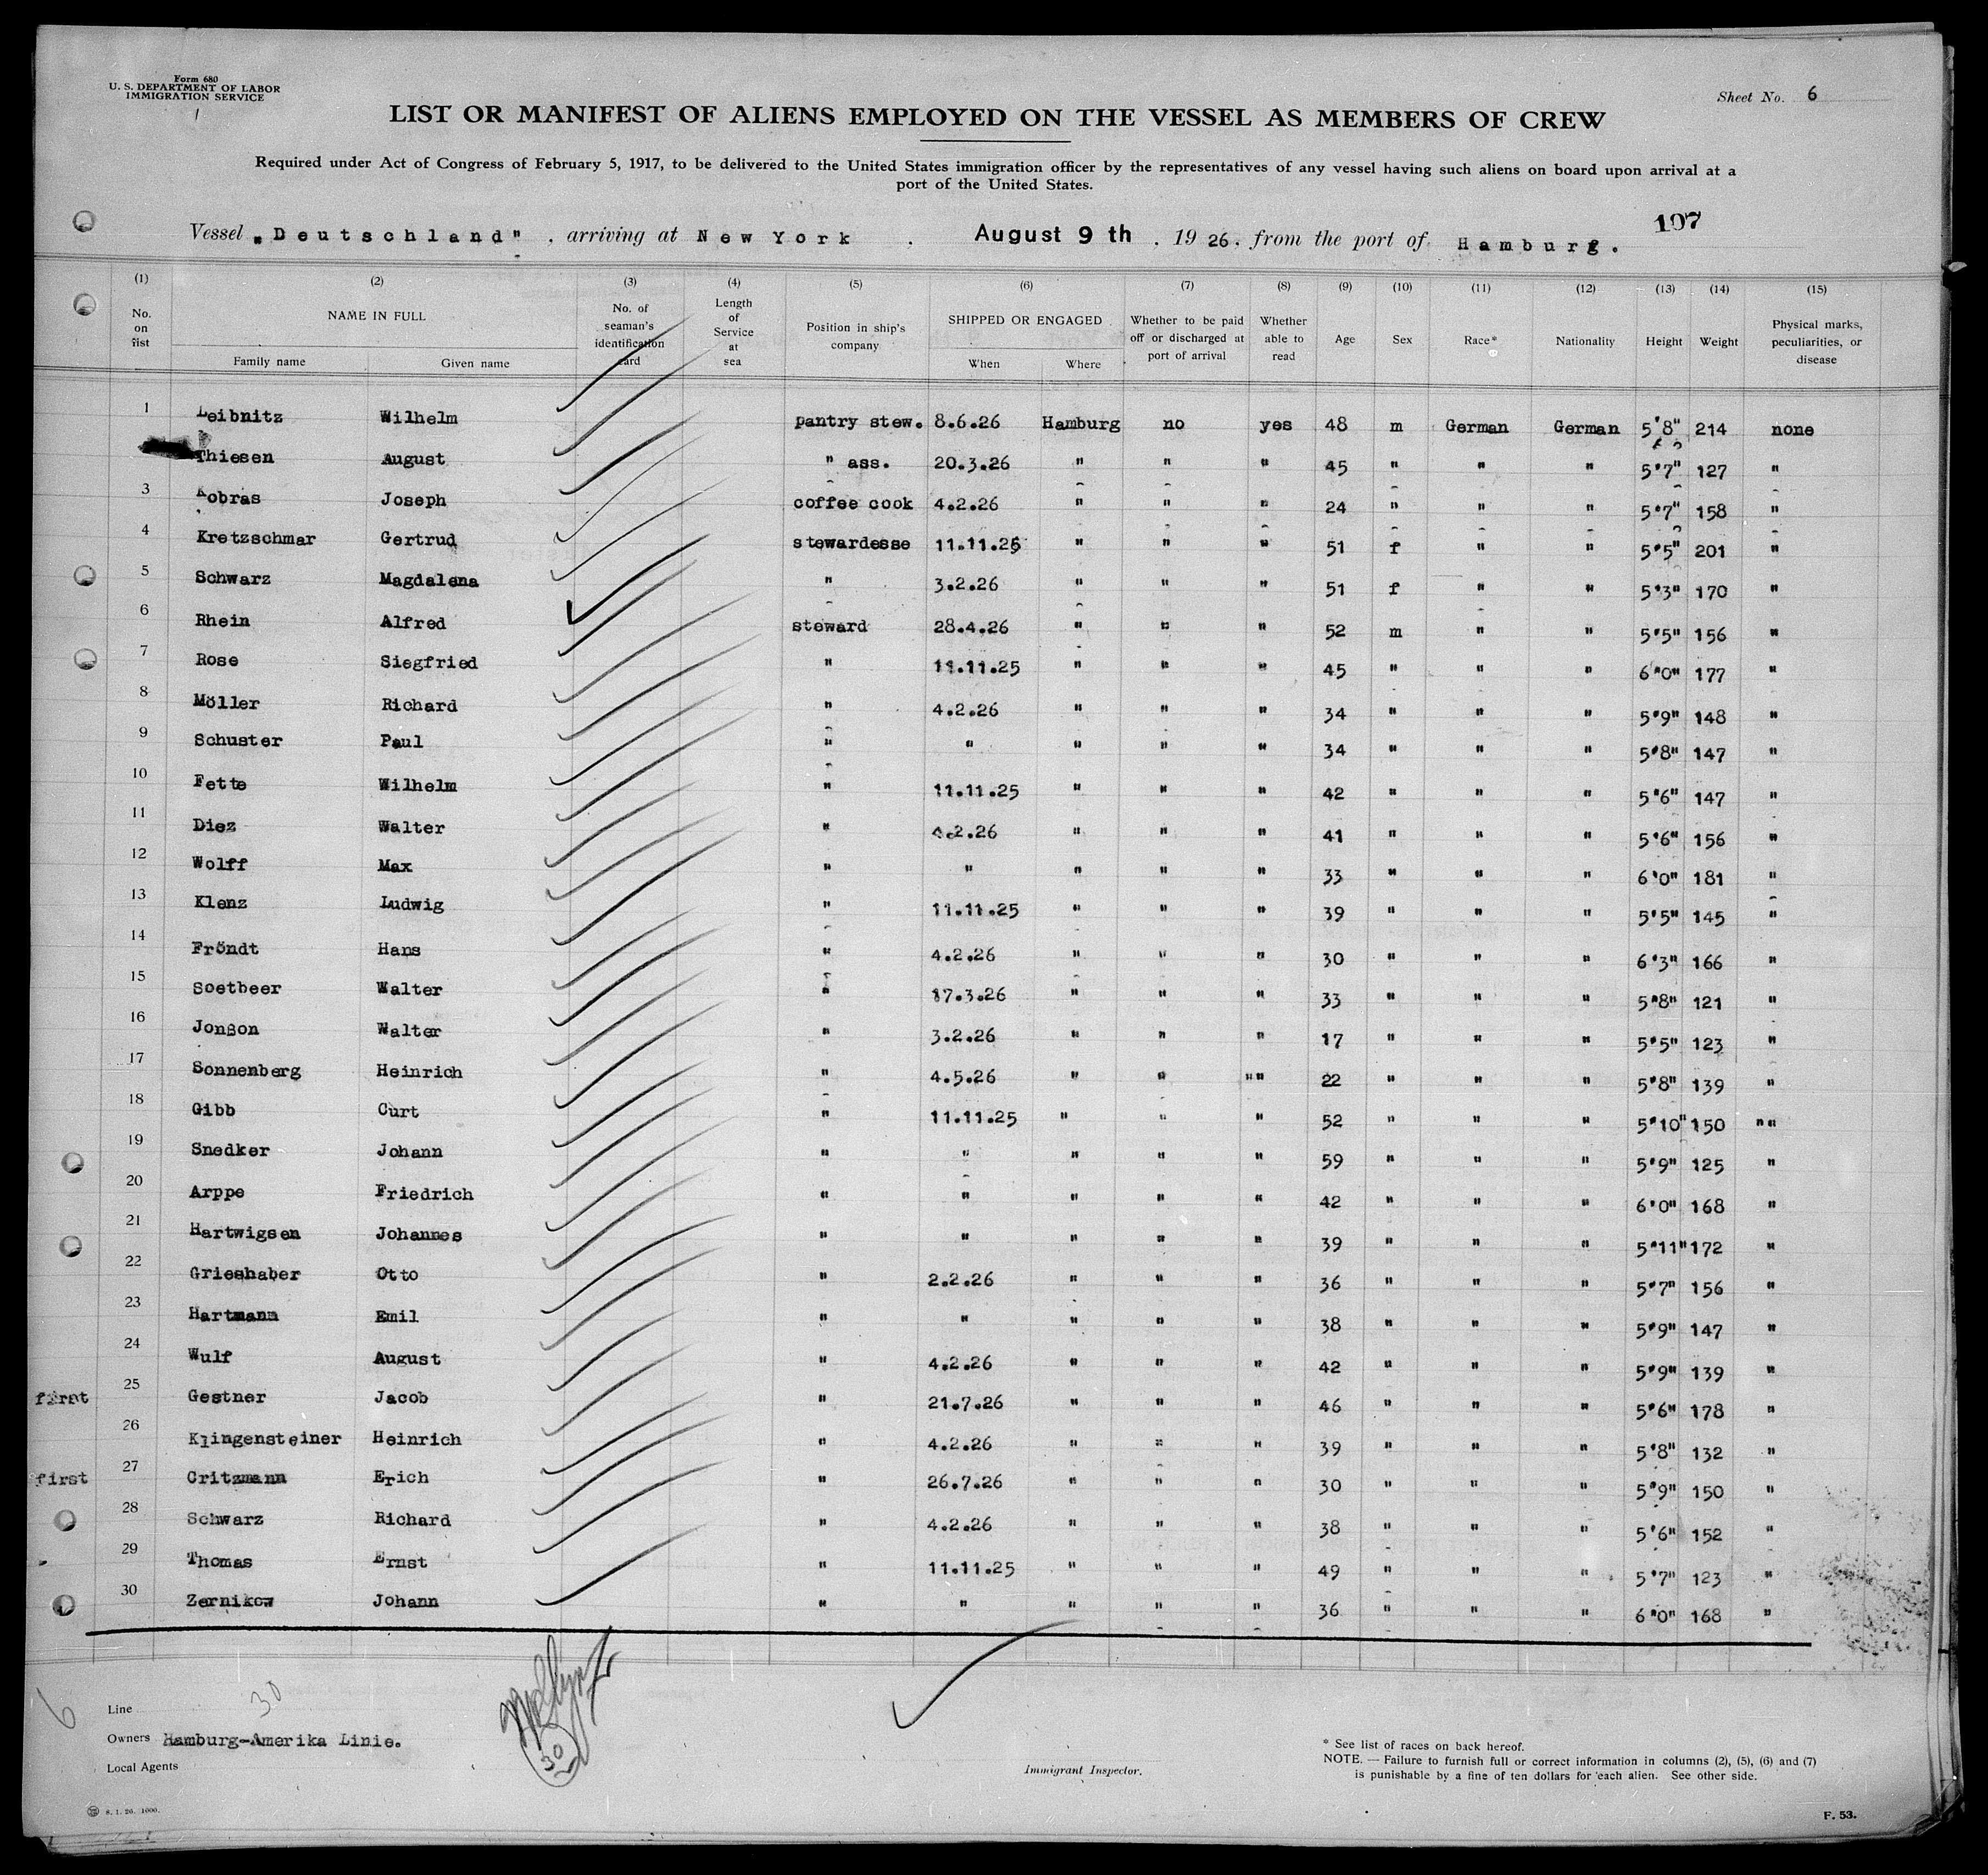 Form 680
U. S. DEPARTMENT OF LABOR
IMMIGRATION SERVICE
Sheet No. 6
LIST OR MANIFEST OF ALIENS EMPLOYED ON THE VESSEL AS MEMBERS OF CREW
Required under Act of Congress of February 5, 1917, to be delivered to the United States immigration officer by the representatives of any vessel having such aliens on board upon arrival at a
port of the United States.
107
Vessel "Deutschland", arriving at New York, August 9 th, 1926, from the port of Hamburg.
(1) (2) (3) (4) (5) (6) (7) (8) (9) (10) (11) (12) (13) (14) (15)
No. on list NAME IN FULL Family name Given name No. of seaman's identification card Length of Service at sea Position in ship's company SHIPPED OR ENGAGED When Where Whether to be paid off or discharged at port of arrival Whether able to read Age Sex Race* Nationality Height Weight Physical marks, peculiarities, or disease
1 Leibnitz Wilhelm pantry stew. 8.6.26 Hamburg no yes 48 m German German 5'8" 214 none
Thiesen August " ass. 20.3.26 " " " 45 " " " 5'7" 127 "
3 Kobras Joseph coffee cook 4.2.26 " " " 24 " " " 5'7" 158 "
4 Kretzschmar Gertrud stewardesse 11.11.25 " " " 51 f " " 5'5" 201 "
5 Schwarz Magdalena " 3.2.26 " " " 51 f " " 5'3" 170 "
6 Rhein Alfred steward 28.4.26 " " " 52 m " " 5'5" 156 "
7 Rose Siegfried " 11.11.25 " " " 45 " " " 6'0" 177 "
8 Möller Richard " 4.2.26 " " " 34 " " " 5'9" 148 "
9 Schuster Paul " " " " " 34 " " " 5'8" 147 "
10 Fette Wilhelm " 11.11.25 " " " 42 " " " 5'6" 147 "
11 Diez Walter " 4.2.26 " " " 41 " " " 5'6" 156 "
12 Wolff Max " " " " " 33 " " " 6'0" 181 "
13 Klenz Ludwig " 11.11.25 " " " 39 " " " 5'5" 145 "
14 Fröndt Hans " 4.2.26 " " " 30 " " " 6'3" 166 "
15 Soetbeer Walter " 17.3.26 " " " 33 " " " 5'8" 121 "
16 Jonson Walter " 3.2.26 " " " 17 " " " 5'5" 123 "
17 Sonnenberg Heinrich " 4.5.26 " " "" 22 " " " 5'8" 139 "
18 Gibb Curt " 11.11.25 " " " 52 " " " 5'10" 150 ""
19 Snedker Johann " " " " " 59 " " " 5'9" 125 "
20 Arppe Friedrich " " " " " 42 " " " 6'0" 168 "
21 Hartwigsen Johannes " " " " " 39 " " " 5'11" 172 "
22 Grieshaber Otto " 2.2.26 " " " 36 " " " 5'7" 156 "
23 Hartmann Emil " " " " " 38 " " " 5'9" 147 "
24 Wulf August " 4.2.26 " " " 42 " " " 5'9" 139 "
first 25 Gestner Jacob " 21.7.26 " " " 46 " " " 5'6" 178 "
26 Klingensteiner Heinrich " 4.2.26 " " " 39 " " " 5'8" 132 "
first 27 Critzmann Erich " 26.7.26 " " " 30 " " " 5'9" 150 "
28 Schwarz Richard " 4.2.26 " " " 38 " " " 5'6" 152 "
29 Thomas Ernst " 11.11.25 " " " 49 " " " 5'7" 123 "
30 Zernikow Johann " " " " " 36 " " " 6'0" 168 "
6
30
Line
Owners Hamburg-Amerika Linie.
Local Agents
30
Immigrant Inspector.
* See list of races on back hereof.
NOTE. — Failure to furnish full or correct information in columns (2), (5), (6) and (7)
is punishable by a fine of ten dollars for each alien. See other side.
8. 1. 26. 1000.
F. 53.